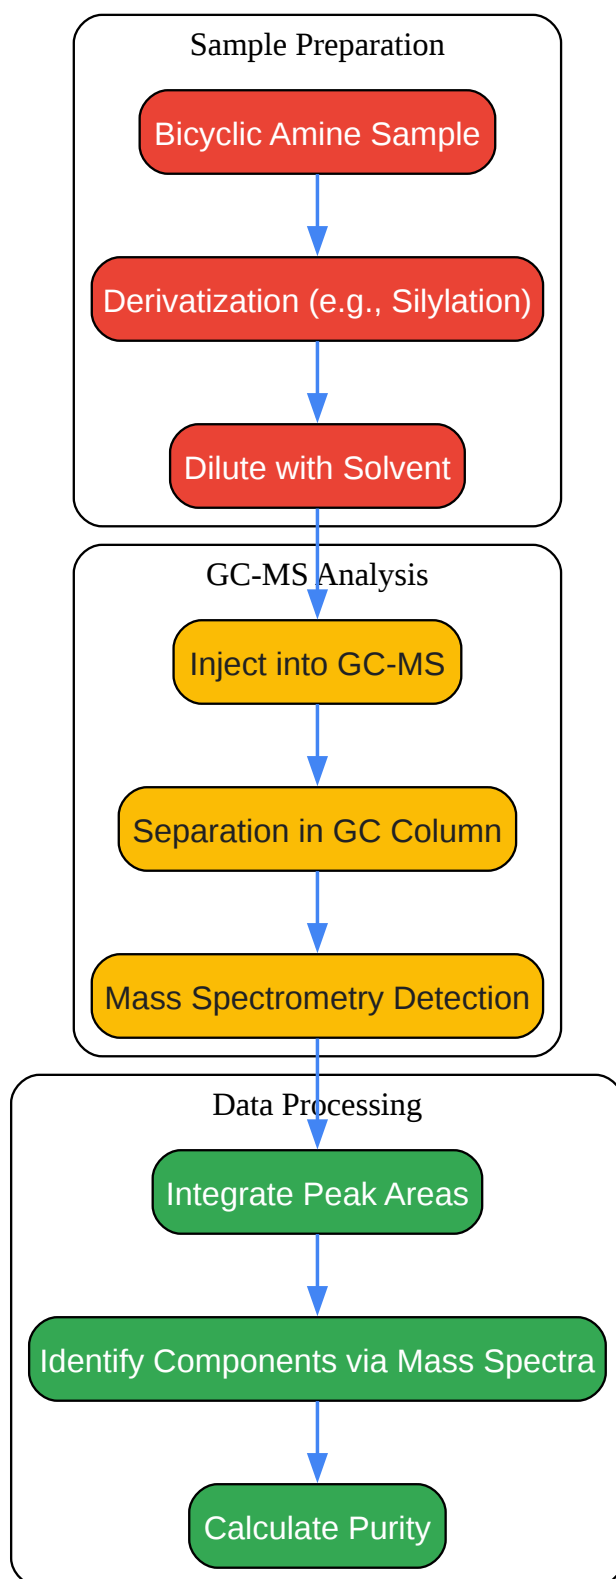 Sample Preparation
Bicyclic Amine Sample
Derivatization (e.g., Silylation)
Dilute with Solvent
GC-MS Analysis
Inject into GC-MS
Separation in GC Column
Mass Spectrometry Detection
Data Processing
Integrate Peak Areas
Identify Components via Mass Spectra
Calculate Purity